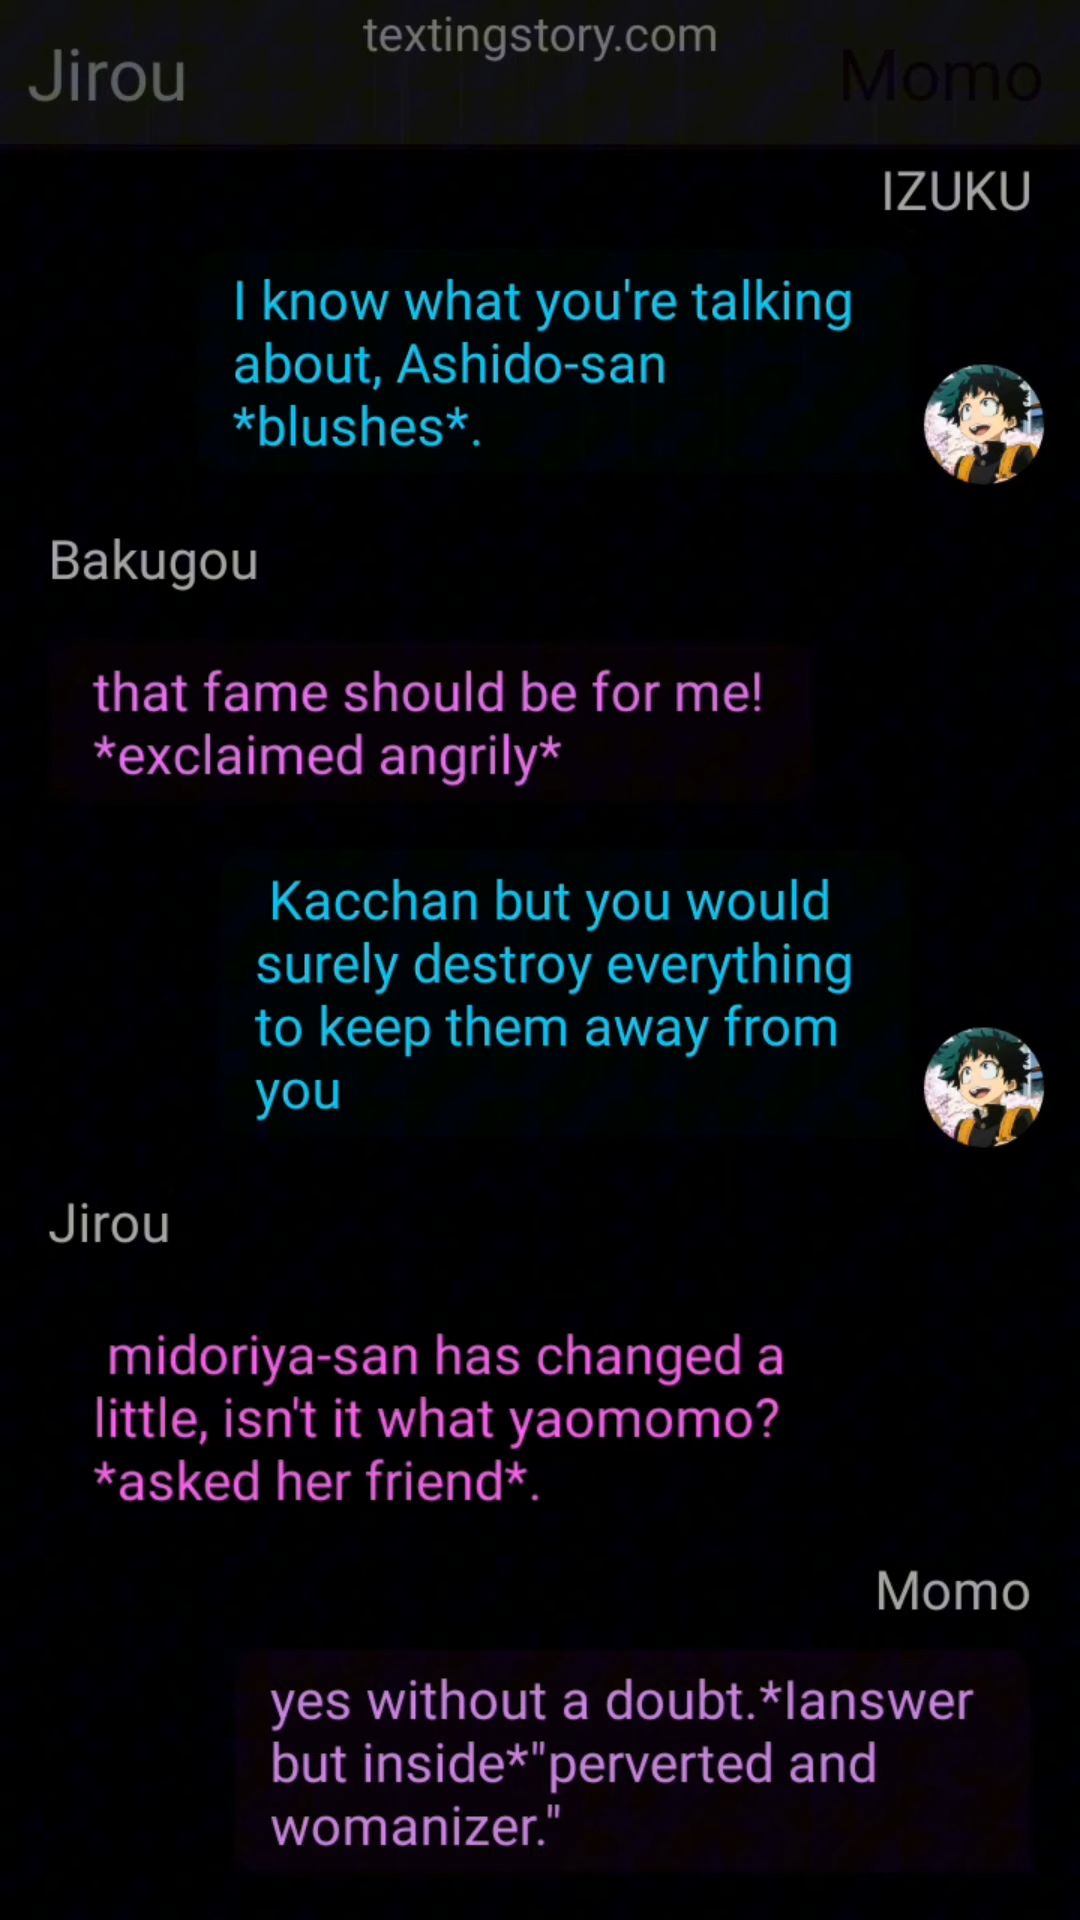 textingstory.com
Jirou Momo
IZUKU
I know what you're talking
about, Ashido-san
*blushes*.
Bakugou
that fame should be for me!
*exclaimed angrily*
Kacchan but you would
surely destroy everything
to keep them away from
you
Jirou
midoriya-san has changed a
little, isn't it what yaomomo?
*asked her friend*.
Momo
yes without a doubt.*Ianswer
but inside*"perverted and
womanizer."